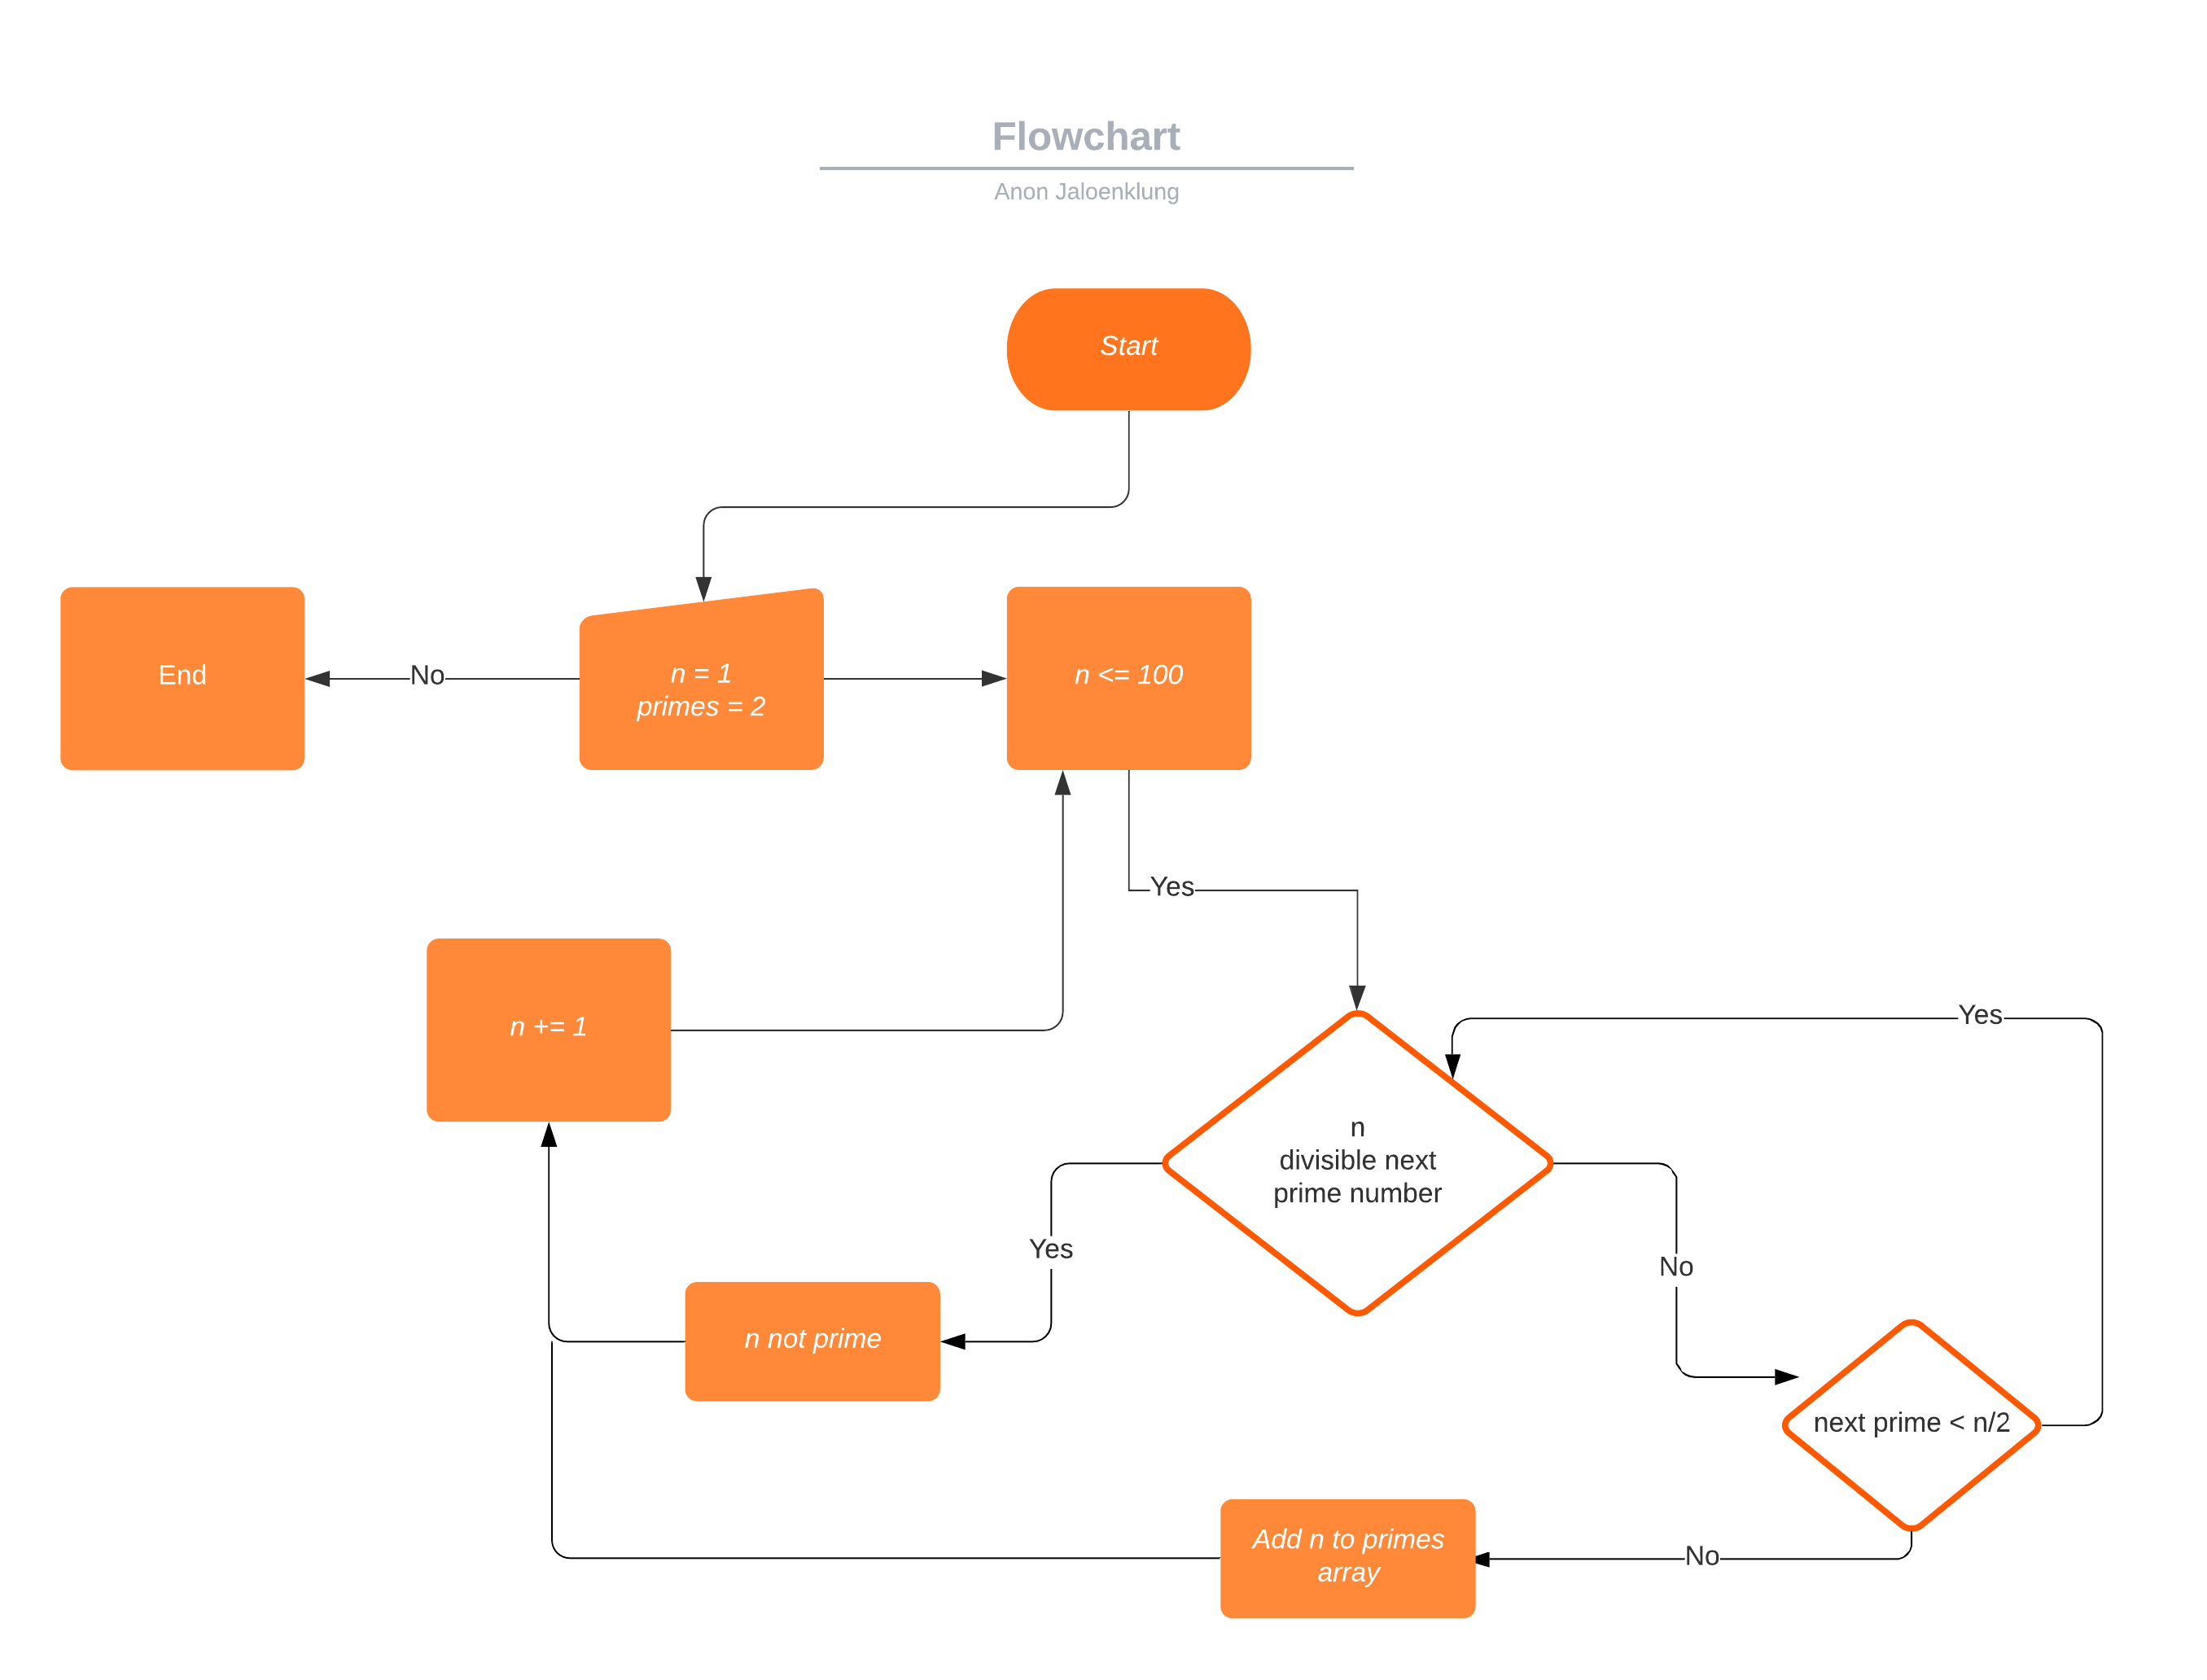 Flowchart
Anon Jaloenklung
Start
End
No
n = 1
primes = 2
n <= 100
Yes
n += 1
Yes
n
divisible next
prime number
Yes
No
n not prime
next prime < n/2
Add n to primes
array
No